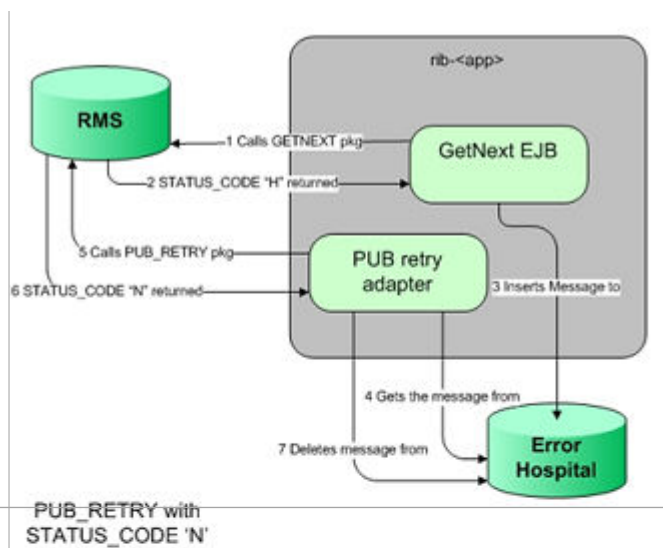 rib-<app>
RMS
1 Calls GETNEXT pkg
GetNext EJB
2 STATUS_CODE "H" returned
5 Calls PUB_RETRY pkg
PUB retry
adapter
6 STATUS_CODE "N" returned
3 Inserts Message to
4 Gets the message from
7 Deletes message from
Error
Hospital
PUB_RETRY with
STATUS_CODE 'N'